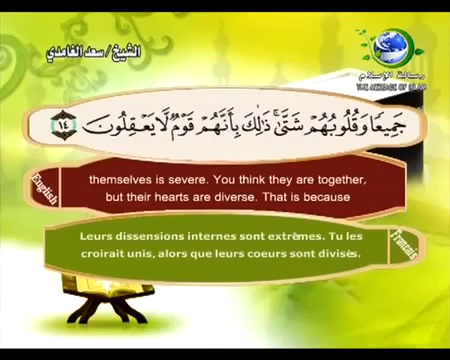 الشيخ/ سعد الغامدي
رسالة الإسلام
THE MESSAGE OF ISLAM
جَمِيعًا وَقُلُوبُهُمْ شَتَّىٰ ۚ ذَٰلِكَ بِأَنَّهُمْ قَوْمٌ لَّا يَعْقِلُونَ ١٤
English
themselves is severe. You think they are together,
but their hearts are diverse. That is because
Leurs dissensions internes sont extrêmes. Tu les
croirait unis, alors que leurs coeurs sont divisés.
Francais